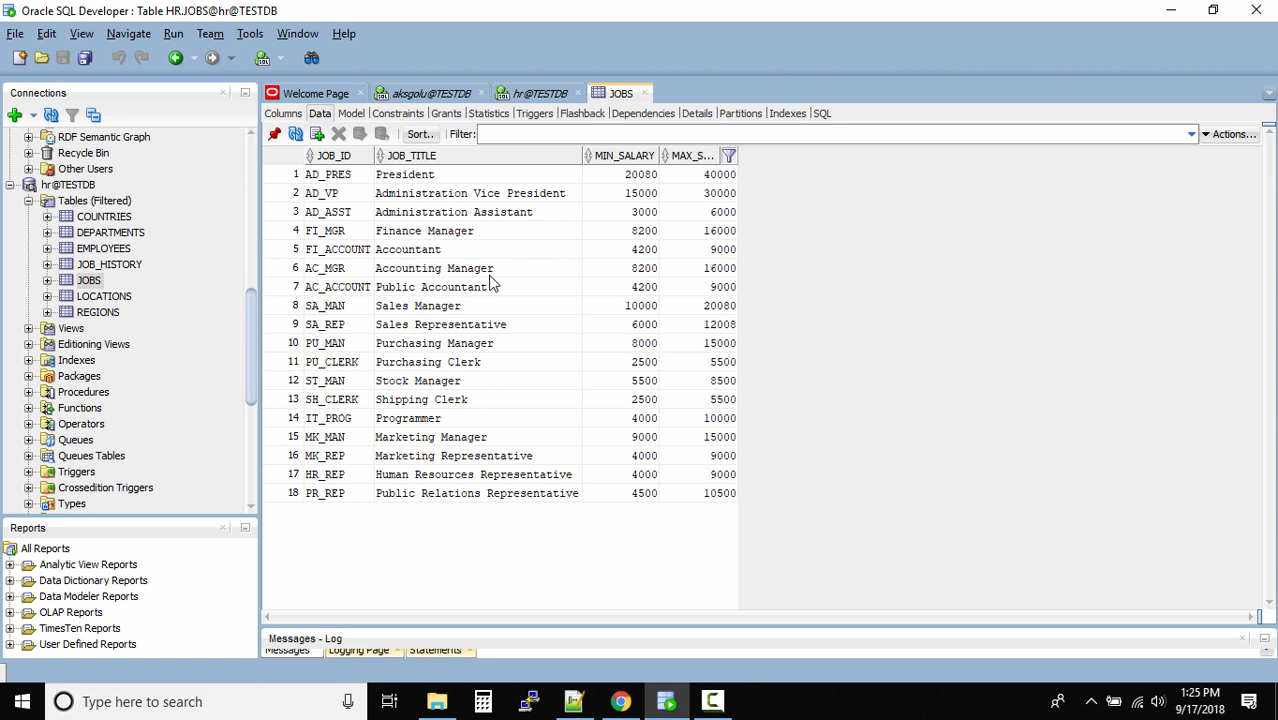 Oracle SQL Developer : Table HR.JOBS@hr@TESTDB
File Edit View Navigate Run Team Tools Window Help
Connections
RDF Semantic Graph
Recycle Bin
Other Users
hr@TESTDB
Tables (Filtered)
COUNTRIES
DEPARTMENTS
EMPLOYEES
JOB_HISTORY
JOBS
LOCATIONS
REGIONS
Views
Editioning Views
Indexes
Packages
Procedures
Functions
Operators
Queues
Queues Tables
Triggers
Crossedition Triggers
Types
Reports
All Reports
Analytic View Reports
Data Dictionary Reports
Data Modeler Reports
OLAP Reports
TimesTen Reports
User Defined Reports
Welcome Page aksgolu@TESTDB hr@TESTDB JOBS
Columns Data Model Constraints Grants Statistics Triggers Flashback Dependencies Details Partitions Indexes SQL
Sort.. Filter: Actions...
JOB_ID JOB_TITLE MIN_SALARY MAX_S...
1 AD_PRES President 20080 40000
2 AD_VP Administration Vice President 15000 30000
3 AD_ASST Administration Assistant 3000 6000
4 FI_MGR Finance Manager 8200 16000
5 FI_ACCOUNT Accountant 4200 9000
6 AC_MGR Accounting Manager 8200 16000
7 AC_ACCOUNT Public Accountant 4200 9000
8 SA_MAN Sales Manager 10000 20080
9 SA_REP Sales Representative 6000 12008
10 PU_MAN Purchasing Manager 8000 15000
11 PU_CLERK Purchasing Clerk 2500 5500
12 ST_MAN Stock Manager 5500 8500
13 SH_CLERK Shipping Clerk 2500 5500
14 IT_PROG Programmer 4000 10000
15 MK_MAN Marketing Manager 9000 15000
16 MK_REP Marketing Representative 4000 9000
17 HR_REP Human Resources Representative 4000 9000
18 PR_REP Public Relations Representative 4500 10500
Messages - Log
Messages Logging Page Statements
Type here to search
1:25 PM
9/17/2018